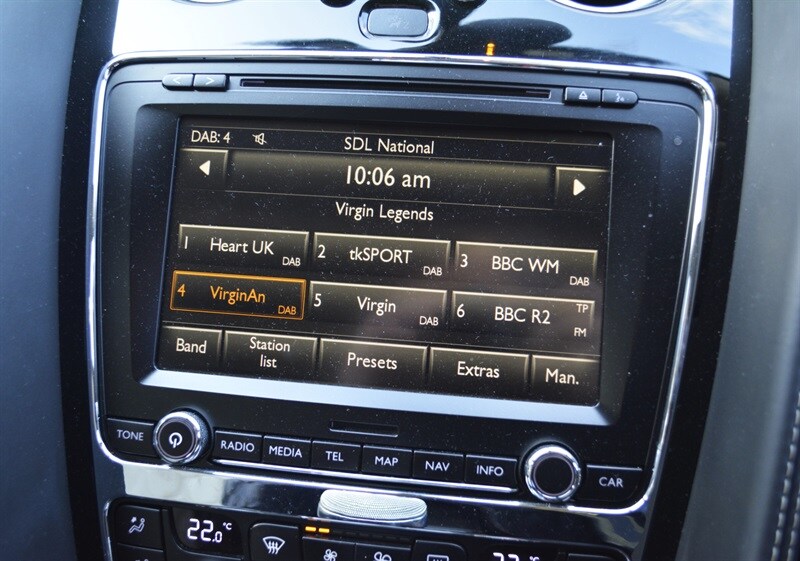 DAB: 4
SDL National
10:06 am
Virgin Legends
1 Heart UK DAB
2 tkSPORT DAB
3 BBC WM DAB
4 VirginAn DAB
5 Virgin DAB
6 BBC R2 TP FM
Band
Station
list
Presets
Extras
Man.
TONE
RADIO
MEDIA
TEL
MAP
NAV
INFO
CAR
22.0 °C